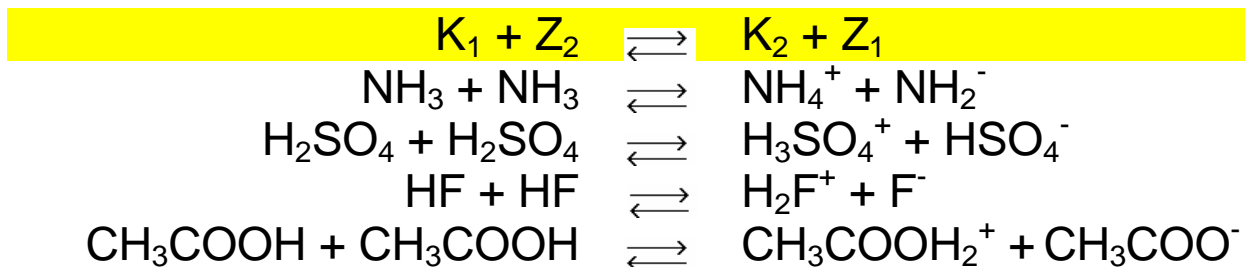 K₁ + Z₂ ⇄ K₂ + Z₁
NH₃ + NH₃ ⇄ NH₄⁺ + NH₂⁻
H₂SO₄ + H₂SO₄ ⇄ H₃SO₄⁺ + HSO₄⁻
HF + HF ⇄ H₂F⁺ + F⁻
CH₃COOH + CH₃COOH ⇄ CH₃COOH₂⁺ + CH₃COO⁻